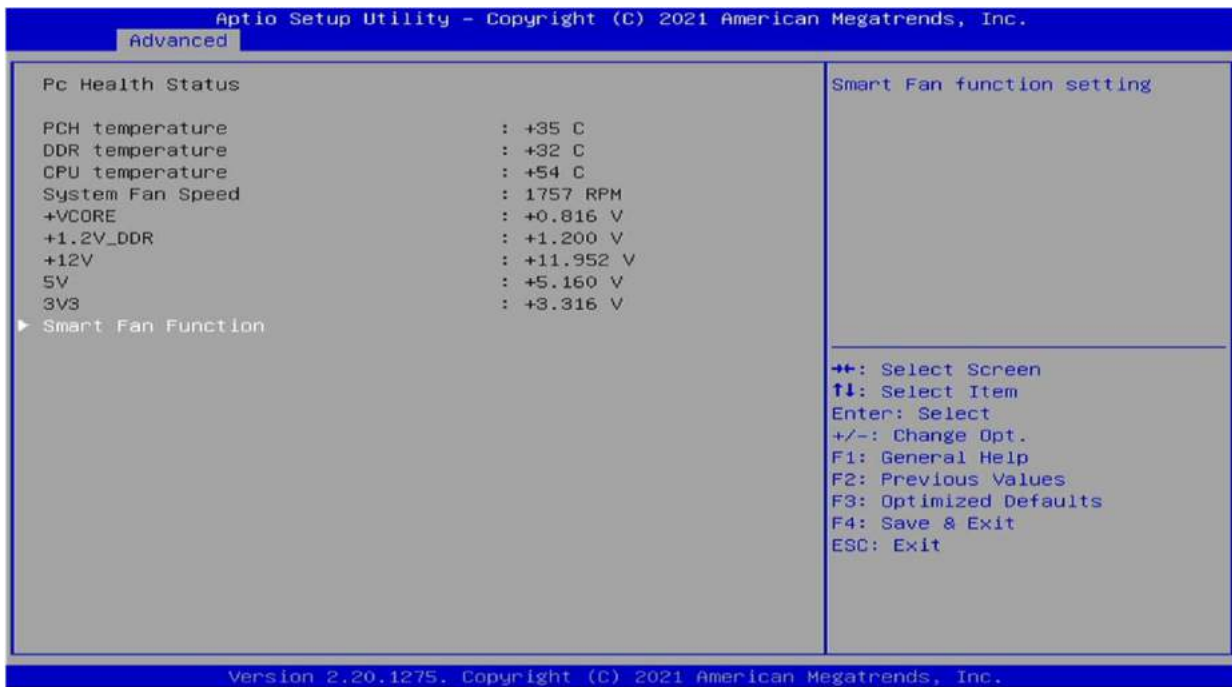 Aptio Setup Utility – Copyright (C) 2021 American Megatrends, Inc.
Advanced
Pc Health Status
PCH temperature : +35 C
DDR temperature : +32 C
CPU temperature : +54 C
System Fan Speed : 1757 RPM
+VCORE : +0.816 V
+1.2V_DDR : +1.200 V
+12V : +11.952 V
5V : +5.160 V
3V3 : +3.316 V
▶ Smart Fan Function
Smart Fan function setting
→←: Select Screen
↑↓: Select Item
Enter: Select
+/-: Change Opt.
F1: General Help
F2: Previous Values
F3: Optimized Defaults
F4: Save & Exit
ESC: Exit
Version 2.20.1275. Copyright (C) 2021 American Megatrends, Inc.